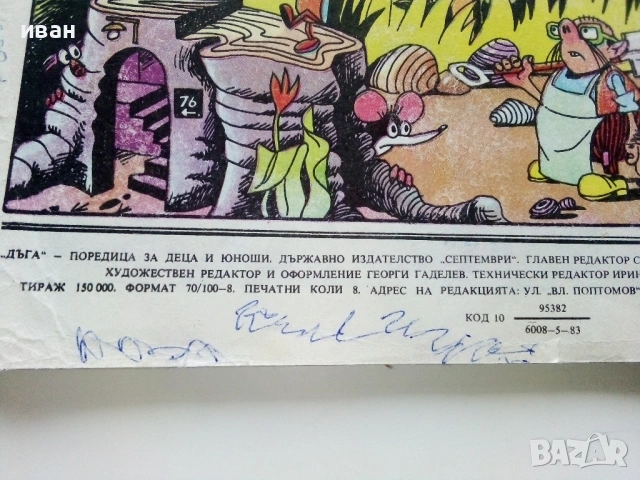 иван
76
←
„ДЪГА“ – ПОРЕДИЦА ЗА ДЕЦА И ЮНОШИ. ДЪРЖАВНО ИЗДАТЕЛСТВО „СЕПТЕМВРИ“. ГЛАВЕН РЕДАКТОР С
ХУДОЖЕСТВЕН РЕДАКТОР И ОФОРМЛЕНИЕ ГЕОРГИ ГАДЕЛЕВ. ТЕХНИЧЕСКИ РЕДАКТОР ИРИН
ТИРАЖ 150 000. ФОРМАТ 70/100–8. ПЕЧАТНИ КОЛИ 8. АДРЕС НА РЕДАКЦИЯТА: УЛ. „ВЛ. ПОПТОМОВ“
КОД 10 95382
6008–5–83
BAZAR